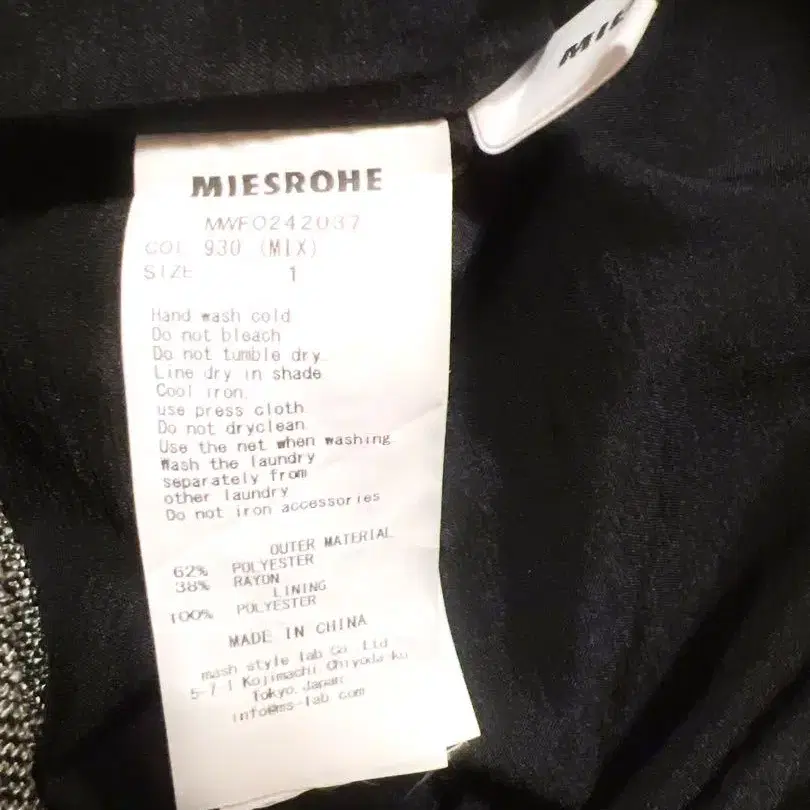 MIE
MIESROHE
MWFO242037
COL 930 (MIX)
SIZE 1
Hand wash cold
Do not bleach
Do not tumble dry
Line dry in shade
Cool iron.
use press cloth
Do not dryclean
Use the net when washing
Wash the laundry
separately from
other laundry
Do not iron accessories
OUTER MATERIAL
62% POLYESTER
38% RAYON
LINING
100% POLYESTER
MADE IN CHINA
mash style lab Co. Ltd
5-7-1 Kojimachi Chiyoda-ku
Tokyo. Japan
info@ms-lab com